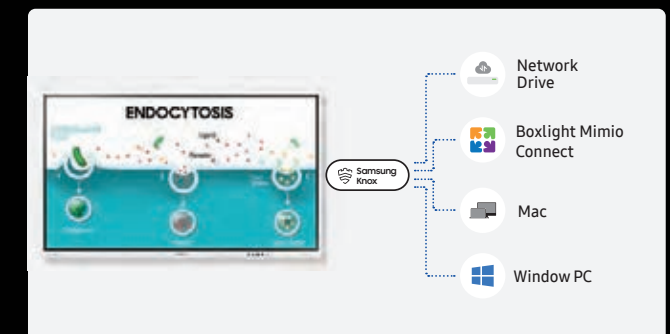 ENDOCYTOSIS
Samsung
Knox
Network
Drive
Boxlight Mimio
Connect
Mac
Window PC